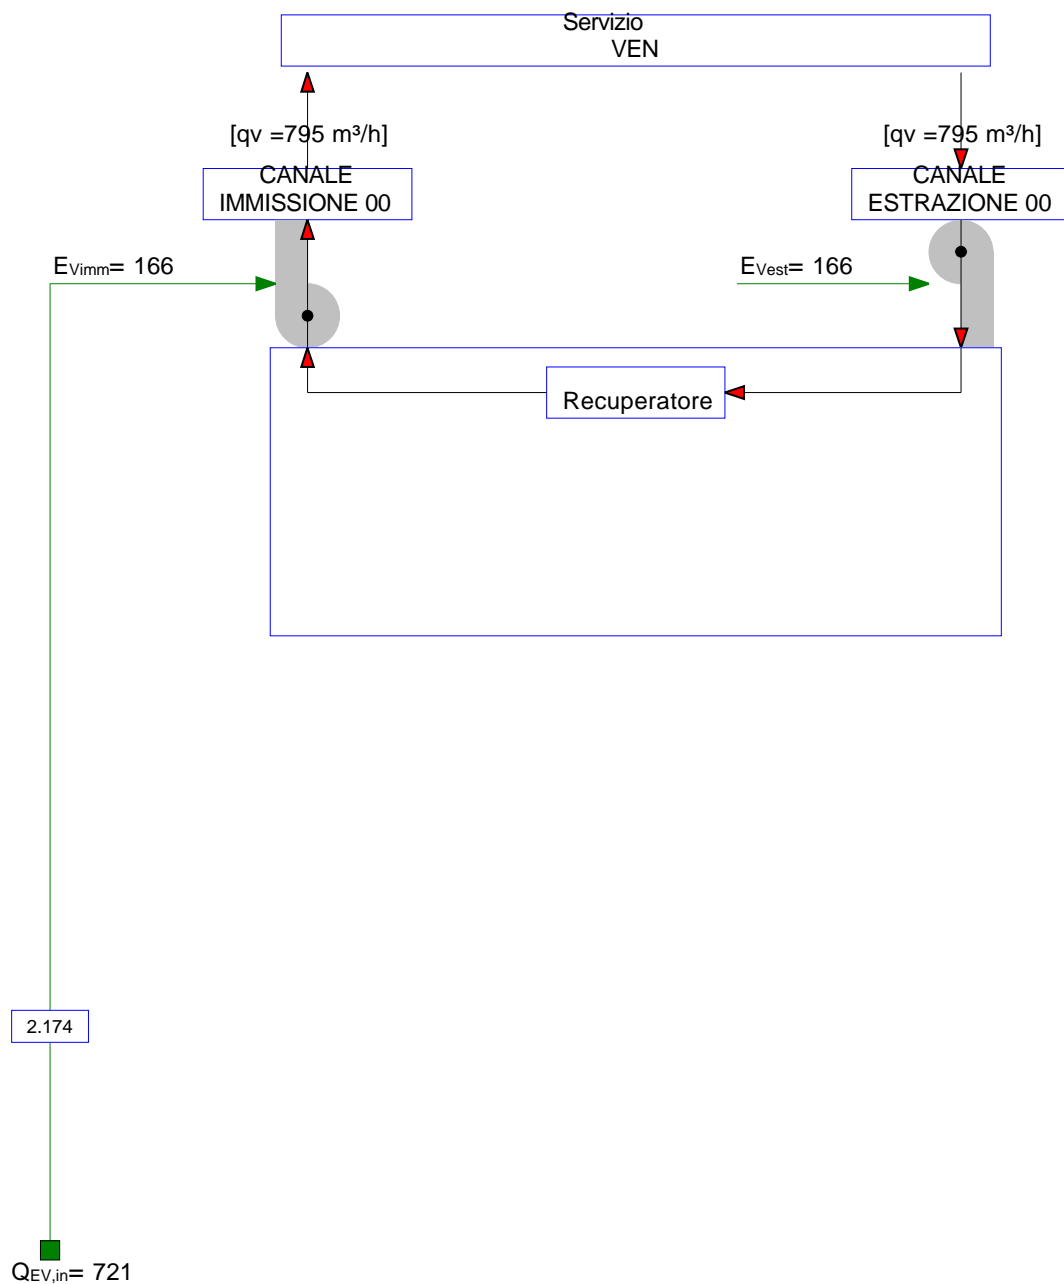 Servizio
VEN
[qv =795 m³/h]
[qv =795 m³/h]
CANALE
IMMISSIONE 00
CANALE
ESTRAZIONE 00
EVimm= 166
EVest= 166
Recuperatore
2.174
QEV,in= 721